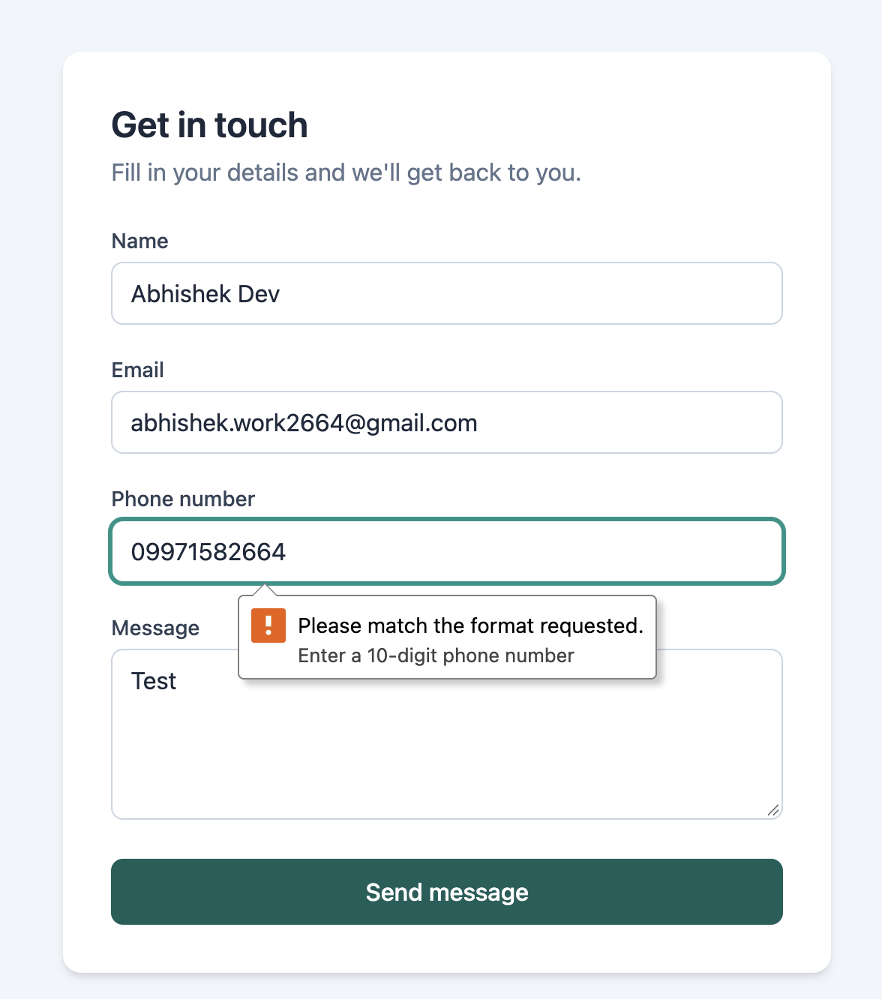 Get in touch
Fill in your details and we'll get back to you.
Name
Abhishek Dev
Email
abhishek.work2664@gmail.com
Phone number
09971582664
Please match the format requested.
Enter a 10-digit phone number
Message
Test
Send message